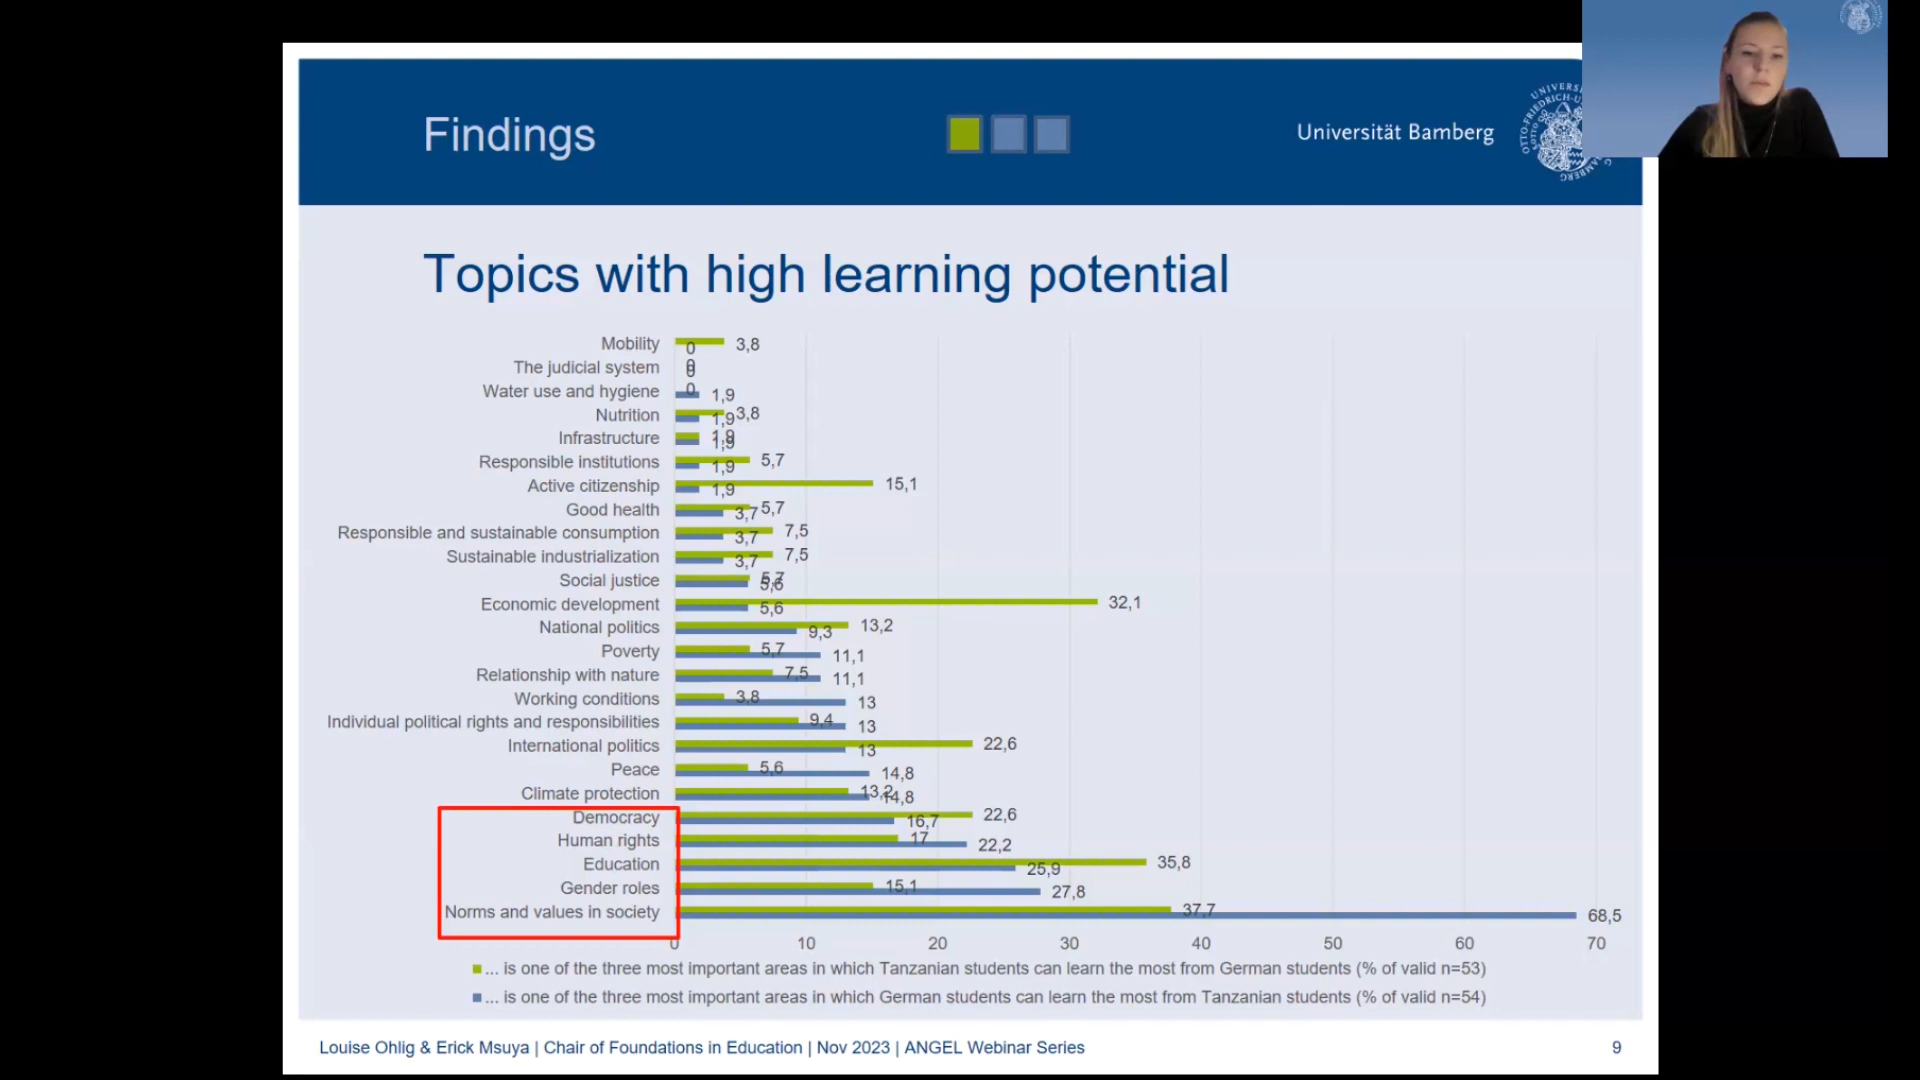 Findings
Universität Bamberg
Topics with high learning potential
Mobility 3,8 0
The judicial system 0 0
Water use and hygiene 0 1,9
Nutrition 3,8 1,9
Infrastructure 1,9 1,9
Responsible institutions 5,7 1,9
Active citizenship 15,1 1,9
Good health 5,7 3,7
Responsible and sustainable consumption 7,5 3,7
Sustainable industrialization 7,5 3,7
Social justice 5,7 5,6
Economic development 32,1 5,6
National politics 13,2 9,3
Poverty 5,7 11,1
Relationship with nature 7,5 11,1
Working conditions 3,8 13
Individual political rights and responsibilities 9,4 13
International politics 22,6 13
Peace 5,6 14,8
Climate protection 13,2 14,8
Democracy 22,6 16,7
Human rights 17 22,2
Education 35,8 25,9
Gender roles 15,1 27,8
Norms and values in society 37,7 68,5
0 10 20 30 40 50 60 70
... is one of the three most important areas in which Tanzanian students can learn the most from German students (% of valid n=53)
... is one of the three most important areas in which German students can learn the most from Tanzanian students (% of valid n=54)
Louise Ohlig & Erick Msuya | Chair of Foundations in Education | Nov 2023 | ANGEL Webinar Series 9